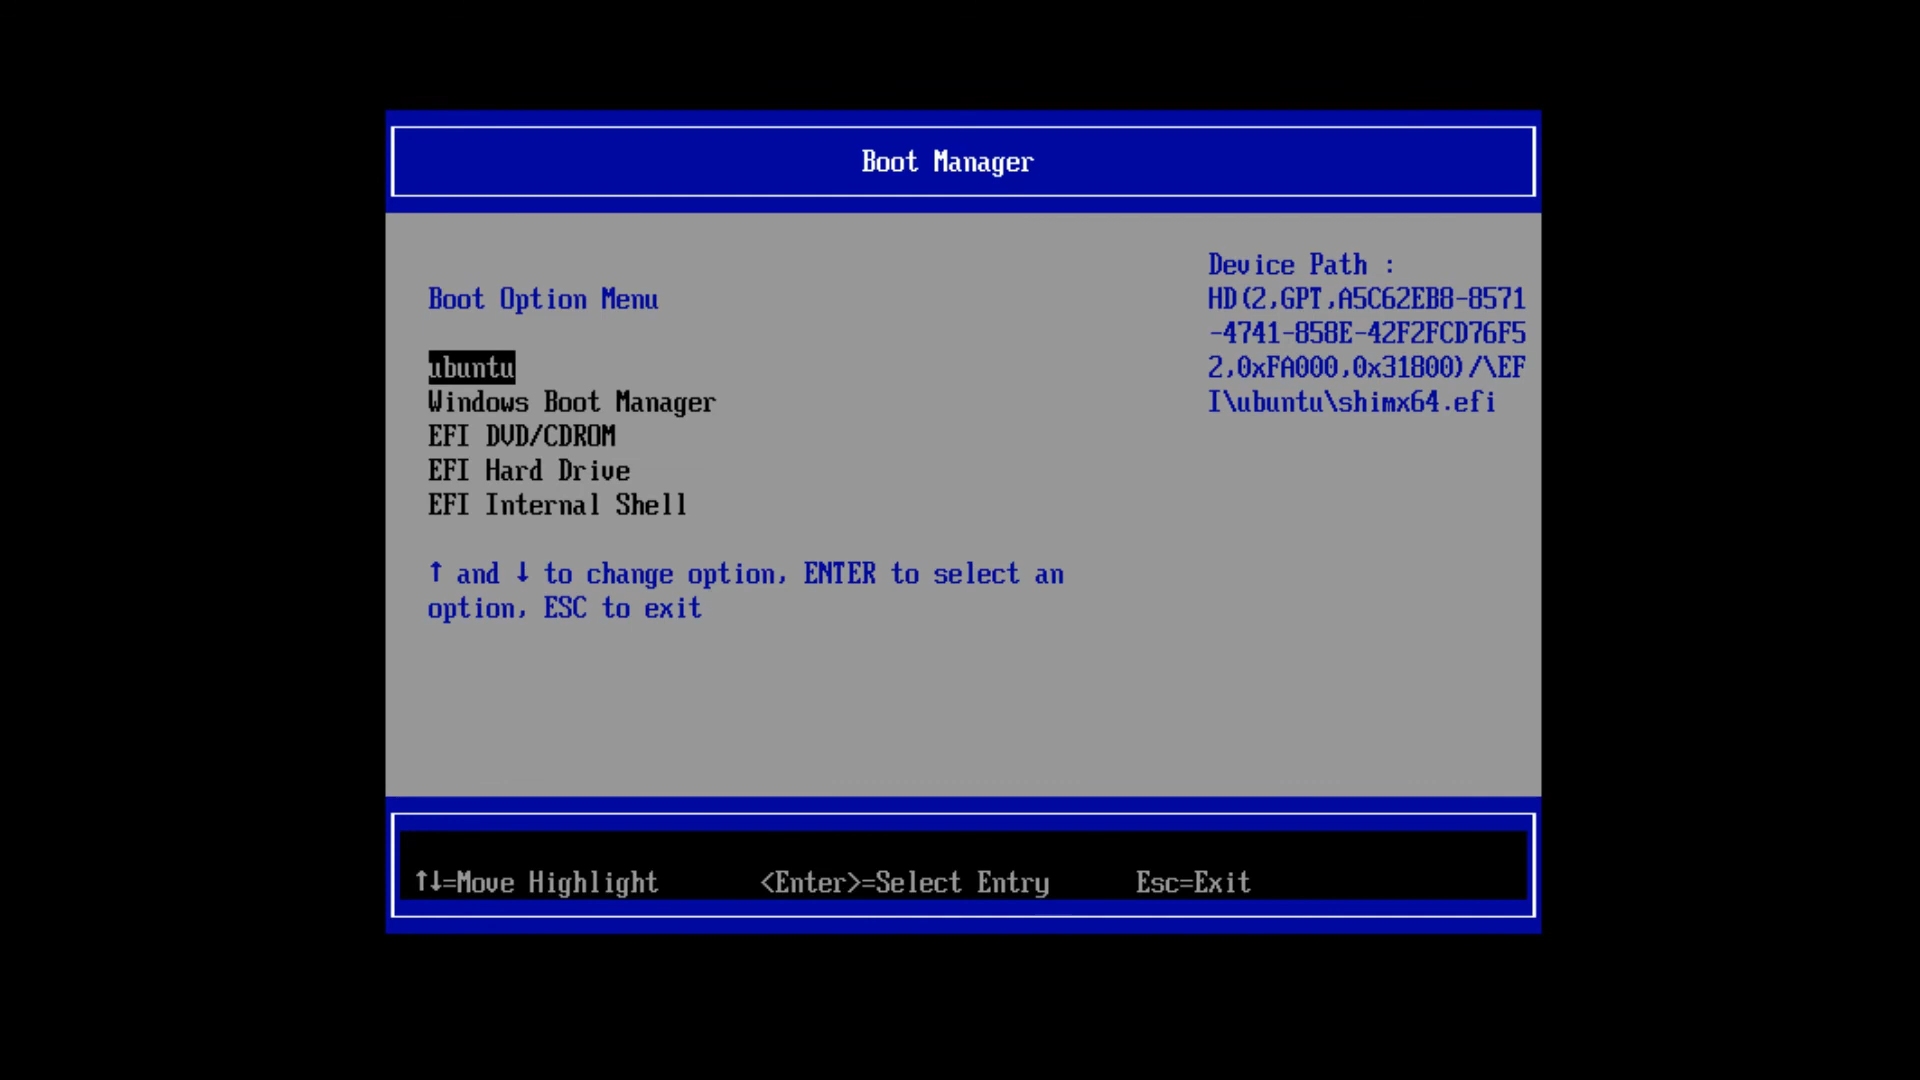 Boot Manager
Device Path :
Boot Option Menu
HD(2,GPT,A5C62EB8-8571
-4741-858E-42F2FCD76F5
ubuntu
2,0xFA000,0x31800)/\EF
Windows Boot Manager
I\ubuntu\shimx64.efi
EFI DVD/CDROM
EFI Hard Drive
EFI Internal Shell
↑ and ↓ to change option, ENTER to select an
option, ESC to exit
↑↓=Move Highlight <Enter>=Select Entry Esc=Exit